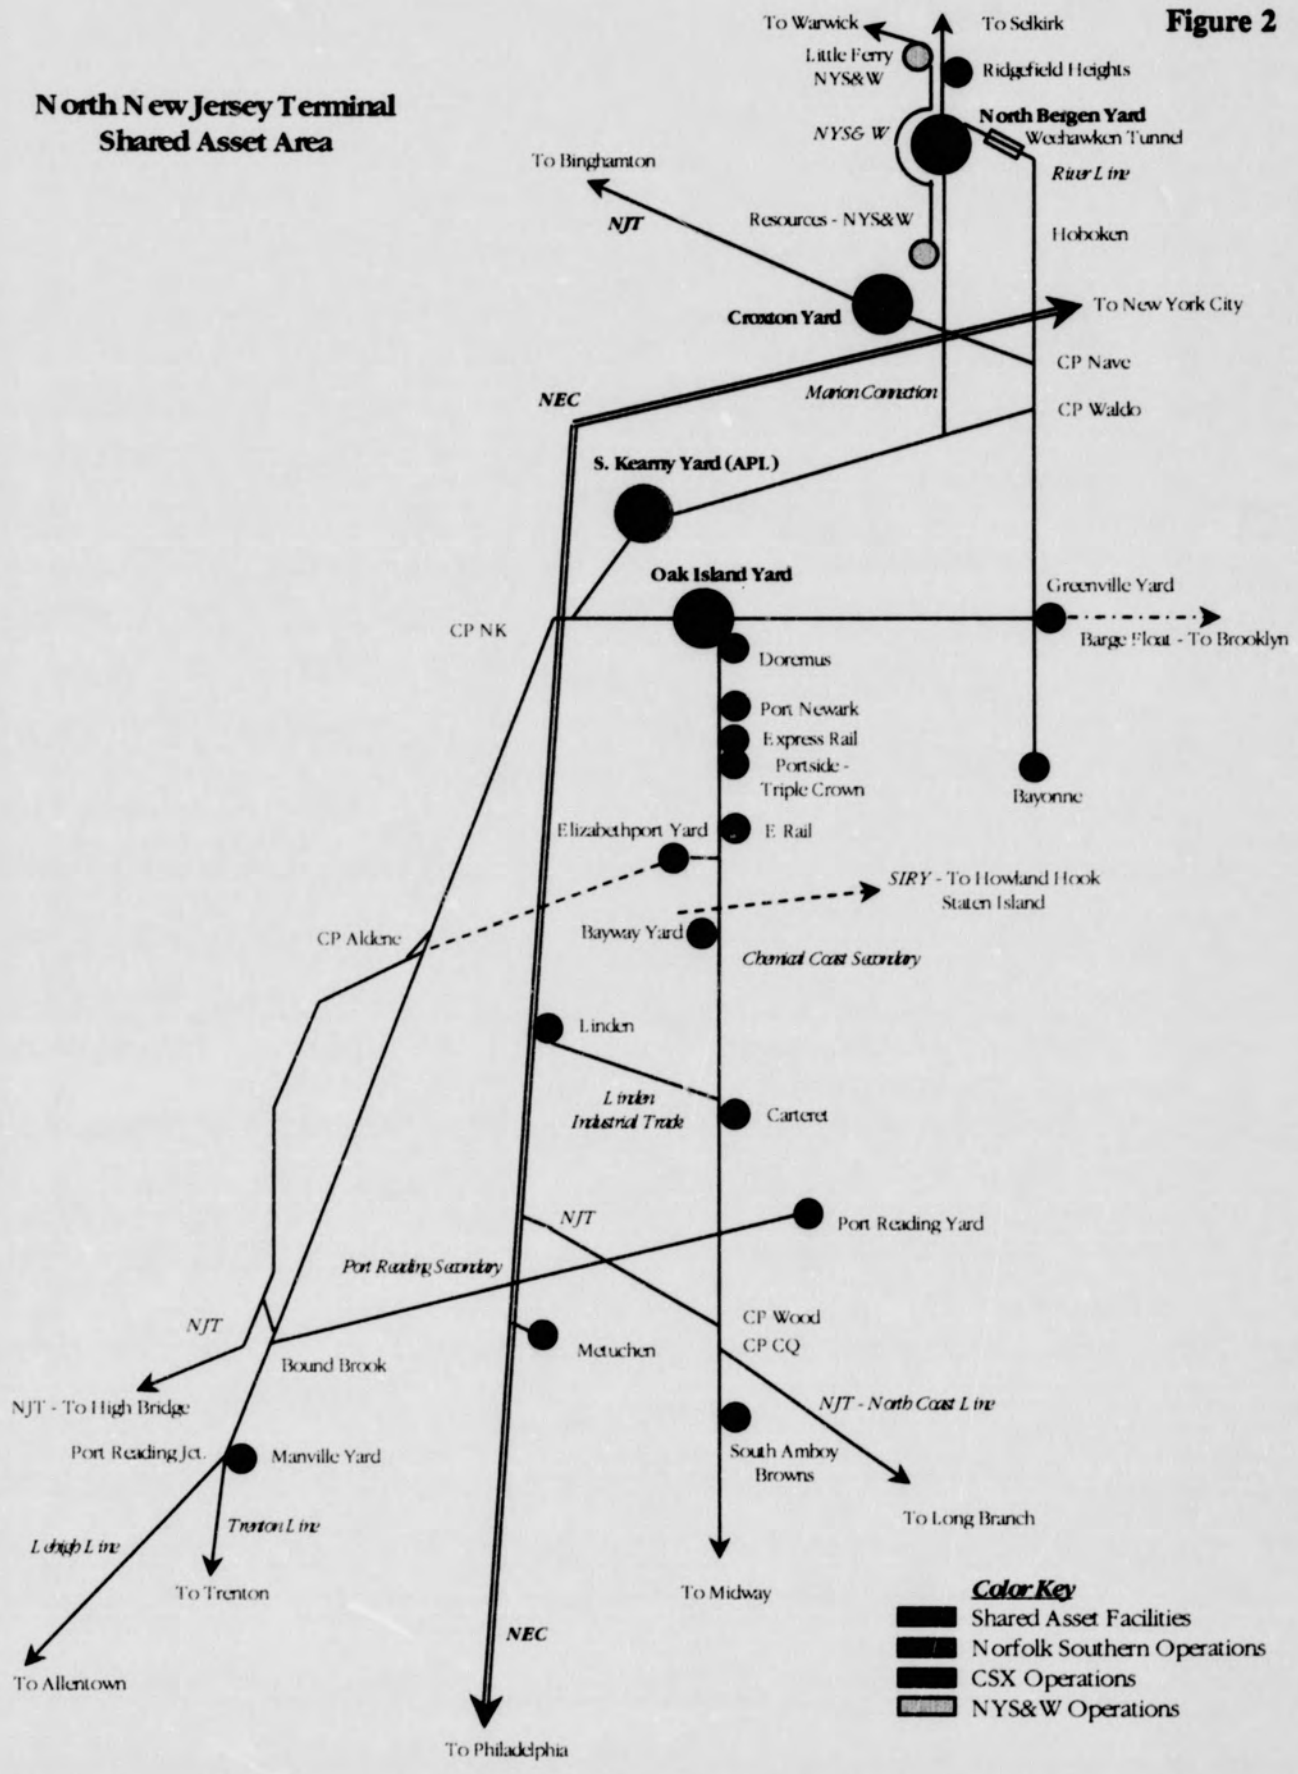 Figure 2
North New Jersey Terminal
Shared Asset Area
To Warwick
To Selkirk
Little Ferry
NYS&W
Ridgefield Heights
North Bergen Yard
NYS& W
Weehawken Tunnel
River Line
To Binghamton
NJT
Resources - NYS&W
Hoboken
Croxton Yard
To New York City
CP Nave
NEC
Marion Connection
CP Waldo
S. Kearny Yard (APL)
Oak Island Yard
Greenville Yard
CP NK
Barge Float - To Brooklyn
Doremus
Port Newark
Express Rail
Portside -
Triple Crown
Bayonne
Elizabethport Yard
E Rail
SIRY - To Howland Hook
Staten Island
CP Aldene
Bayway Yard
Chemical Coast Secondary
Linden
Linden
Industrial Track
Carteret
NJT
Port Reading Yard
Port Reading Secondary
NJT
CP Wood
CP CQ
Metuchen
Bound Brook
NJT - To High Bridge
NJT - North Coast Line
Port Reading Jct.
Manville Yard
South Amboy
Browns
Trenton Line
Lehigh Line
To Long Branch
To Trenton
To Midway
NEC
To Allentown
To Philadelphia
Color Key
Shared Asset Facilities
Norfolk Southern Operations
CSX Operations
NYS&W Operations